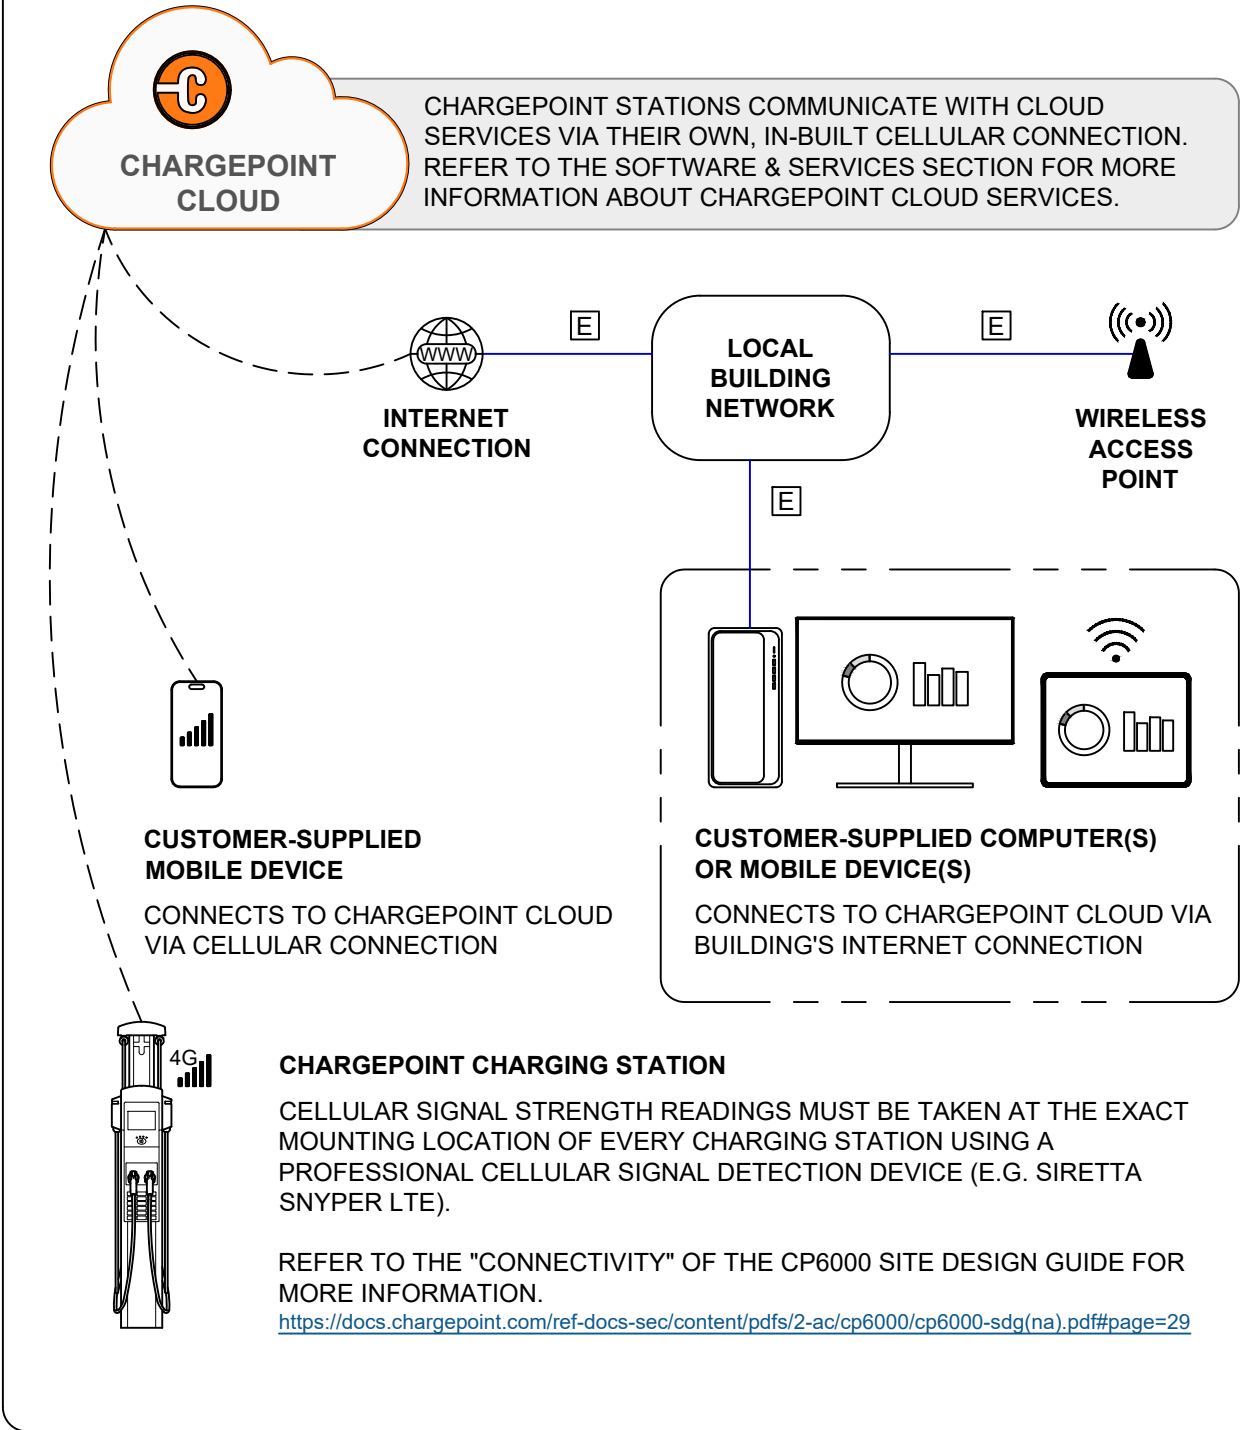 CHARGEPOINT
CLOUD
CHARGEPOINT STATIONS COMMUNICATE WITH CLOUD
SERVICES VIA THEIR OWN, IN-BUILT CELLULAR CONNECTION.
REFER TO THE SOFTWARE & SERVICES SECTION FOR MORE
INFORMATION ABOUT CHARGEPOINT CLOUD SERVICES.
WWW
INTERNET
CONNECTION
E
LOCAL
BUILDING
NETWORK
E
WIRELESS
ACCESS
POINT
E
CUSTOMER-SUPPLIED
MOBILE DEVICE
CONNECTS TO CHARGEPOINT CLOUD
VIA CELLULAR CONNECTION
CUSTOMER-SUPPLIED COMPUTER(S)
OR MOBILE DEVICE(S)
CONNECTS TO CHARGEPOINT CLOUD VIA
BUILDING'S INTERNET CONNECTION
4G
CHARGEPOINT CHARGING STATION
CELLULAR SIGNAL STRENGTH READINGS MUST BE TAKEN AT THE EXACT
MOUNTING LOCATION OF EVERY CHARGING STATION USING A
PROFESSIONAL CELLULAR SIGNAL DETECTION DEVICE (E.G. SIRETTA
SNYPER LTE).
REFER TO THE "CONNECTIVITY" OF THE CP6000 SITE DESIGN GUIDE FOR
MORE INFORMATION.
https://docs.chargepoint.com/ref-docs-sec/content/pdfs/2-ac/cp6000/cp6000-sdg(na).pdf#page=29